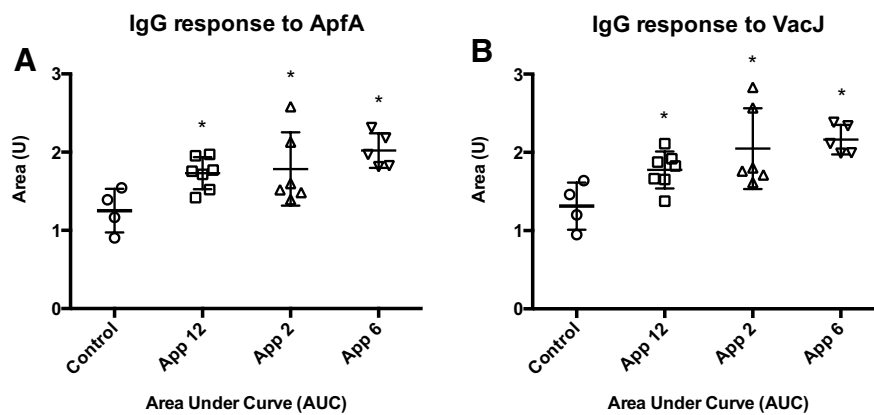 IgG response to ApfA
A
Area (U)
3
2
1
0
*
*
*
Control
App 12
App 2
App 6
Area Under Curve (AUC)
IgG response to VacJ
B
Area (U)
3
2
1
0
*
*
*
Control
App 12
App 2
App 6
Area Under Curve (AUC)